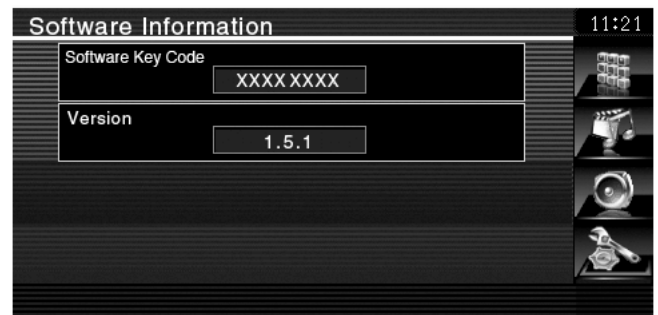 Software Information
11:21
Software Key Code
XXXX XXXX
Version
1.5.1